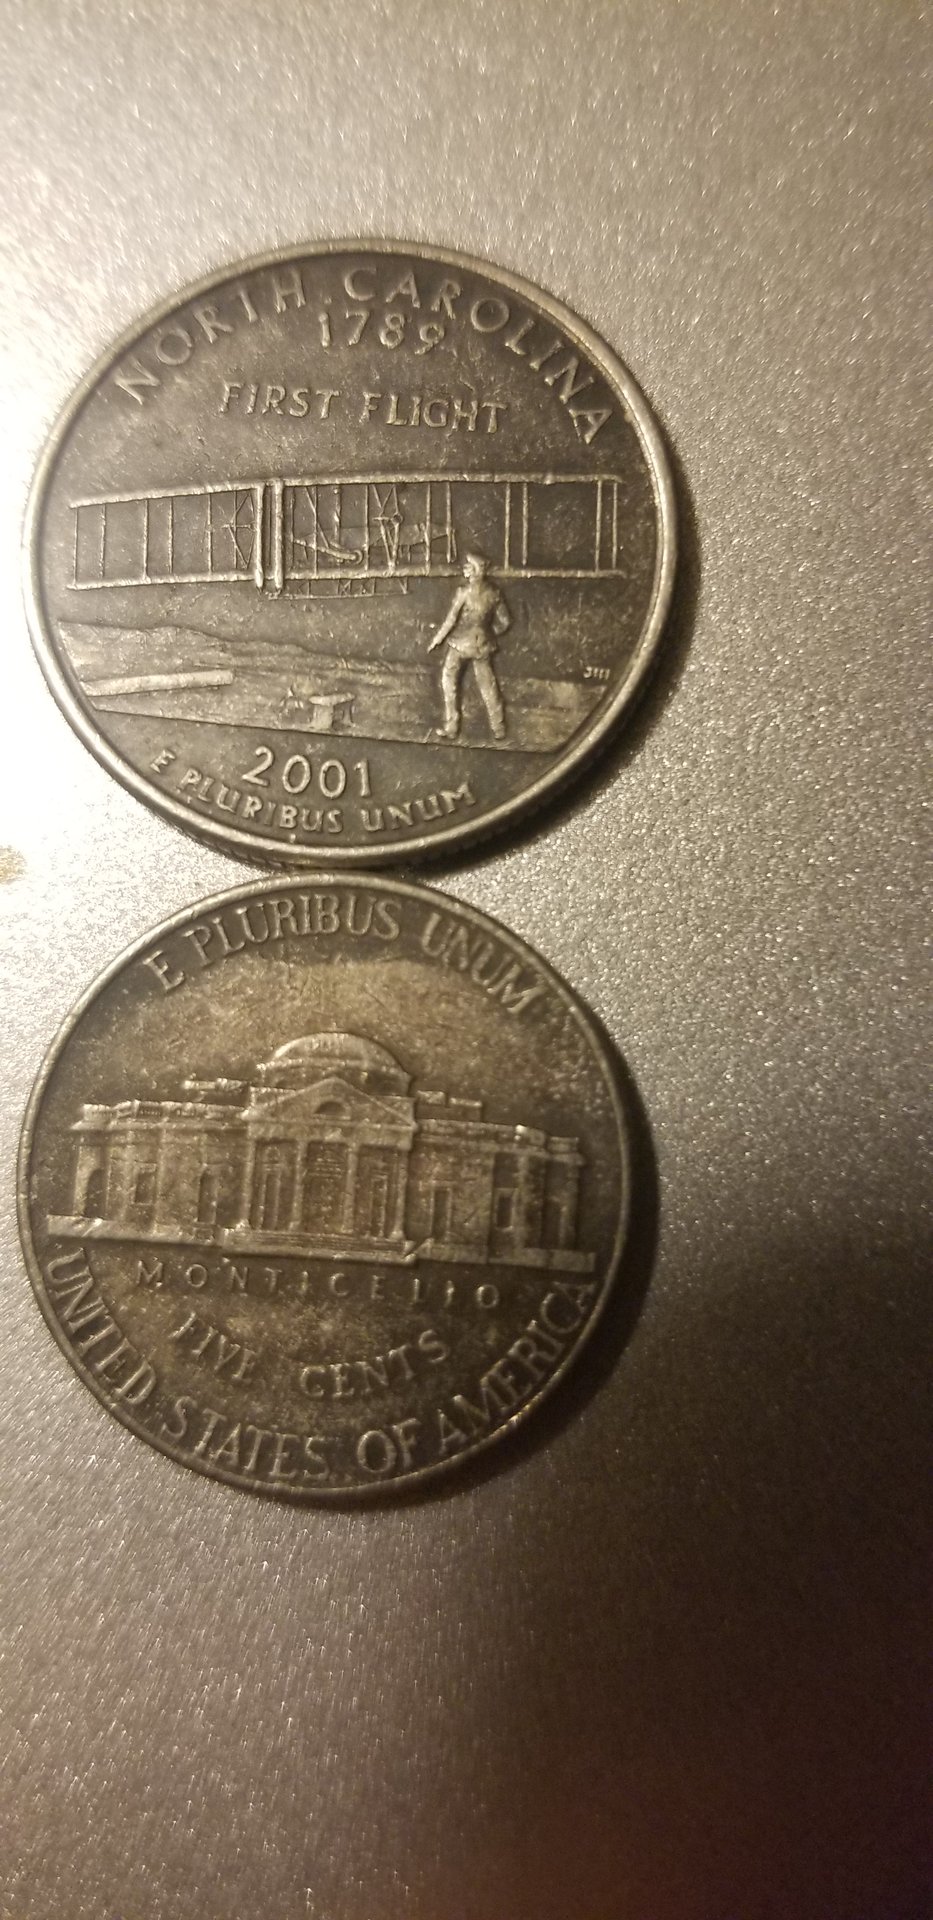 NORTH CAROLINA
1789
FIRST FLIGHT
2001
E PLURIBUS UNUM
E PLURIBUS UNUM
MONTICELLO
FIVE CENTS
UNITED STATES OF AMERICA